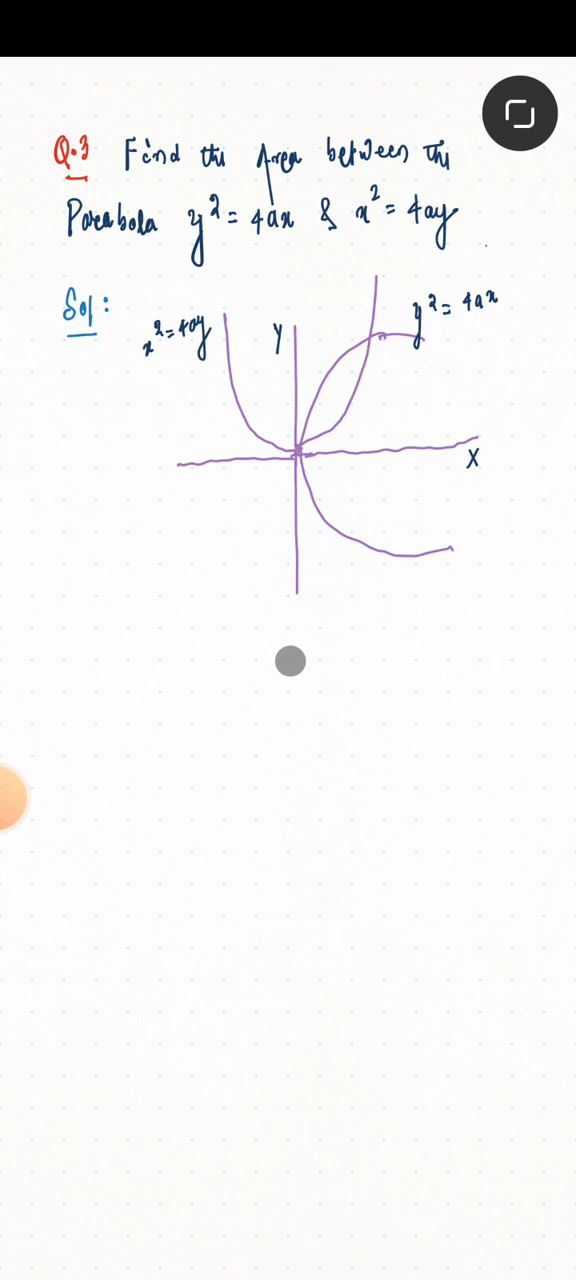 Q.3 Find the Area between the
Parabola y² = 4ax & x² = 4ay
Sol:
x² = 4ay
Y
y² = 4ax
X